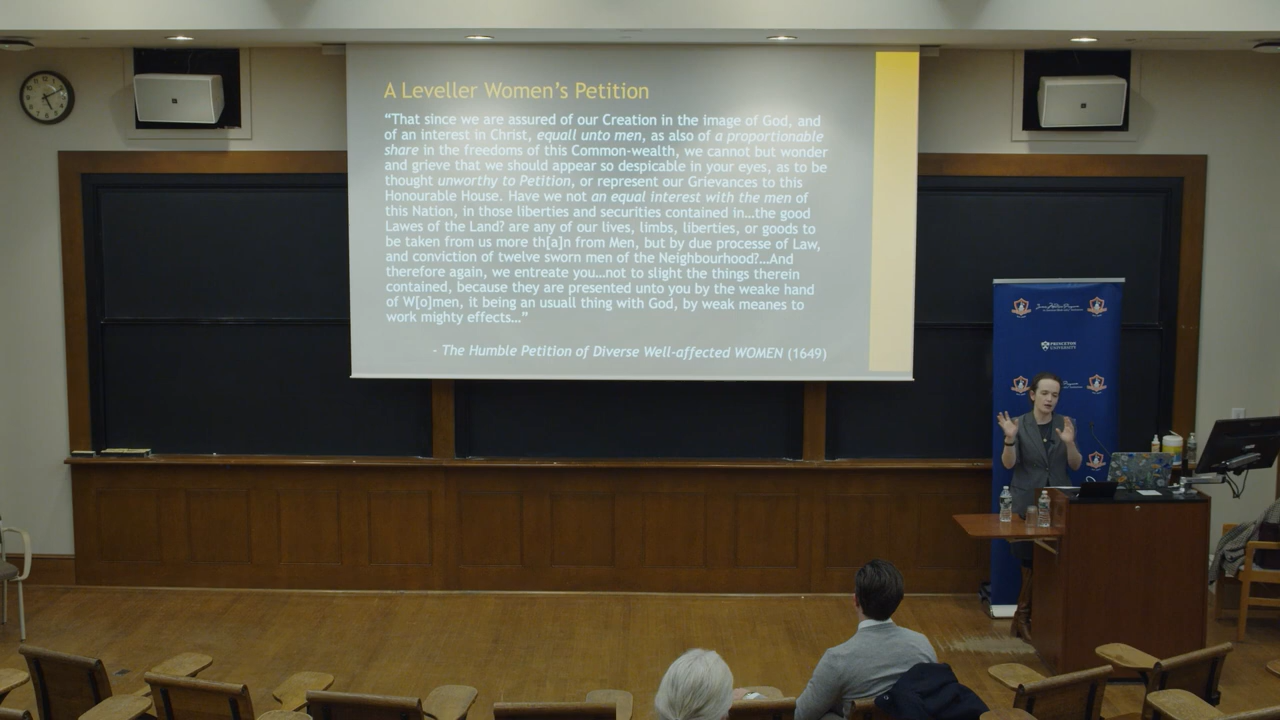 A Leveller Women's Petition
“That since we are assured of our Creation in the image of God, and
of an interest in Christ, equall unto men, as also of a proportionable
share in the freedoms of this Common-wealth, we cannot but wonder
and grieve that we should appear so despicable in your eyes, as to be
thought unworthy to Petition, or represent our Grievances to this
Honourable House. Have we not an equal interest with the men of
this Nation, in those liberties and securities contained in…the good
Lawes of the Land? are any of our lives, limbs, liberties, or goods to
be taken from us more th[a]n from Men, but by due processe of Law,
and conviction of twelve sworn men of the Neighbourhood?…And
therefore again, we entreate you…not to slight the things therein
contained, because they are presented unto you by the weake hand
of W[o]men, it being an usuall thing with God, by weak meanes to
work mighty effects…”
- The Humble Petition of Diverse Well-affected WOMEN (1649)
PRINCETON
UNIVERSITY